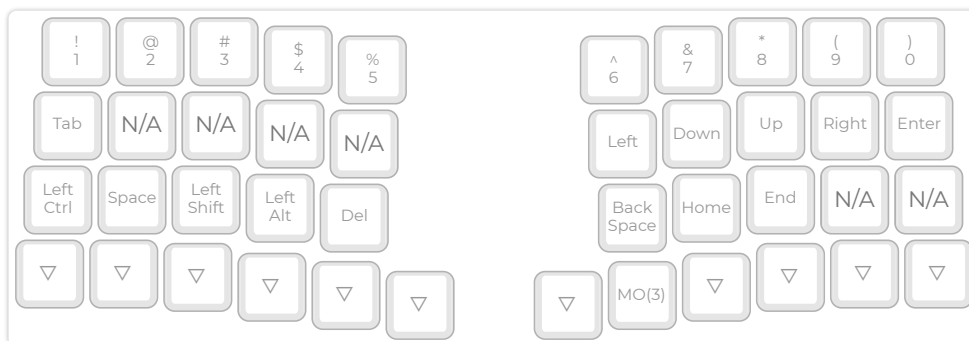 ! @ # $ % ^ & * ( )
1 2 3 4 5 6 7 8 9 0
Tab N/A N/A N/A N/A Left Down Up Right Enter
Left Ctrl Space Left Shift Left Alt Del Back Space Home End N/A N/A
▽ ▽ ▽ ▽ ▽ ▽ ▽ MO(3) ▽ ▽ ▽ ▽